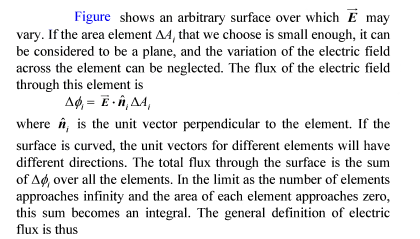 Figure shows an arbitrary surface over which E⃗ may
vary. If the area element ΔAᵢ that we choose is small enough, it can
be considered to be a plane, and the variation of the electric field
across the element can be neglected. The flux of the electric field
through this element is
Δϕᵢ = E⃗ · n̂ᵢ ΔAᵢ
where n̂ᵢ is the unit vector perpendicular to the element. If the
surface is curved, the unit vectors for different elements will have
different directions. The total flux through the surface is the sum
of Δϕᵢ over all the elements. In the limit as the number of elements
approaches infinity and the area of each element approaches zero,
this sum becomes an integral. The general definition of electric
flux is thus